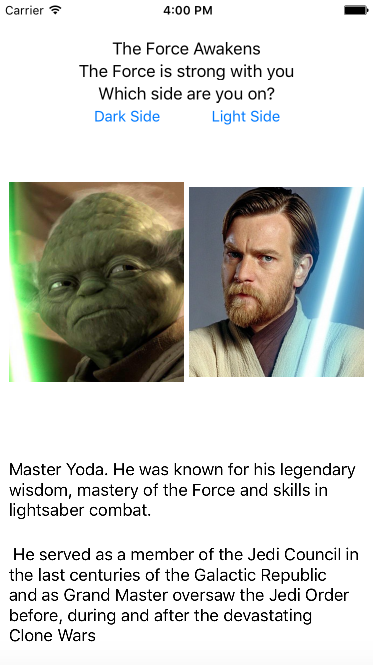 Carrier 4:00 PM
The Force Awakens
The Force is strong with you
Which side are you on?
Dark Side Light Side
Master Yoda. He was known for his legendary
wisdom, mastery of the Force and skills in
lightsaber combat.
He served as a member of the Jedi Council in
the last centuries of the Galactic Republic
and as Grand Master oversaw the Jedi Order
before, during and after the devastating
Clone Wars